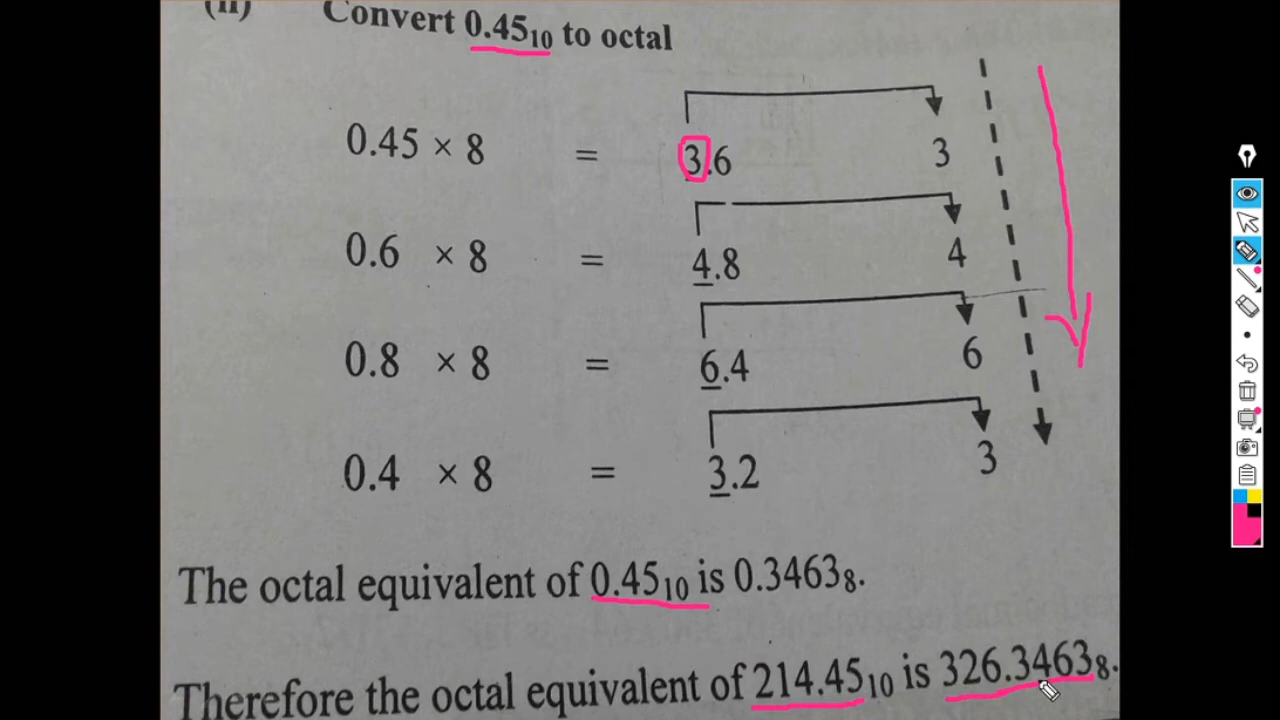 (ii) Convert 0.45₁₀ to octal
0.45 × 8 = 3.6 3
0.6 × 8 = 4.8 4
0.8 × 8 = 6.4 6
0.4 × 8 = 3.2 3
The octal equivalent of 0.45₁₀ is 0.3463₈.
Therefore the octal equivalent of 214.45₁₀ is 326.3463₈.